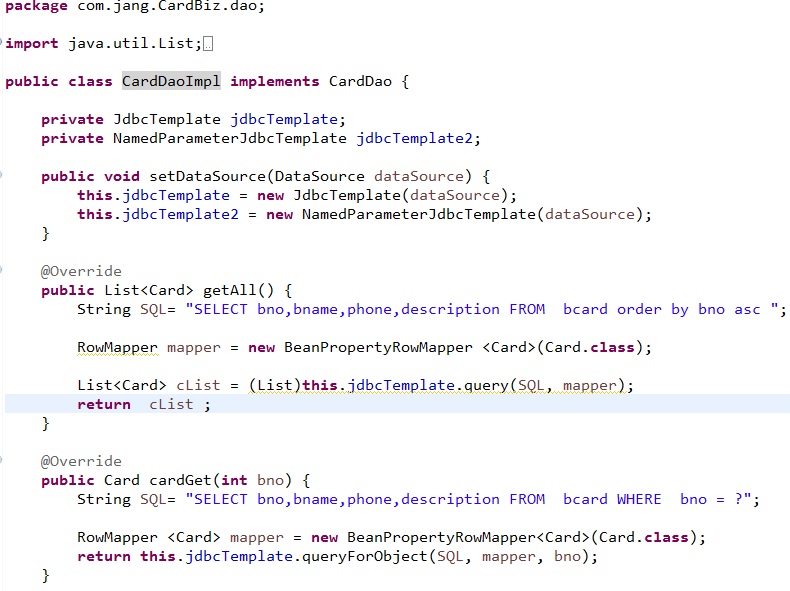 package com.jang.CardBiz.dao;
import java.util.List;
public class CardDaoImpl implements CardDao {
private JdbcTemplate jdbcTemplate;
private NamedParameterJdbcTemplate jdbcTemplate2;
public void setDataSource(DataSource dataSource) {
this.jdbcTemplate = new JdbcTemplate(dataSource);
this.jdbcTemplate2 = new NamedParameterJdbcTemplate(dataSource);
}
@Override
public List<Card> getAll() {
String SQL= "SELECT bno,bname,phone,description FROM  bcard order by bno asc ";
RowMapper mapper = new BeanPropertyRowMapper <Card>(Card.class);
List<Card> cList = (List)this.jdbcTemplate.query(SQL, mapper);
return  cList ;
}
@Override
public Card cardGet(int bno) {
String SQL= "SELECT bno,bname,phone,description FROM  bcard WHERE  bno = ?";
RowMapper <Card> mapper = new BeanPropertyRowMapper<Card>(Card.class);
return this.jdbcTemplate.queryForObject(SQL, mapper, bno);
}